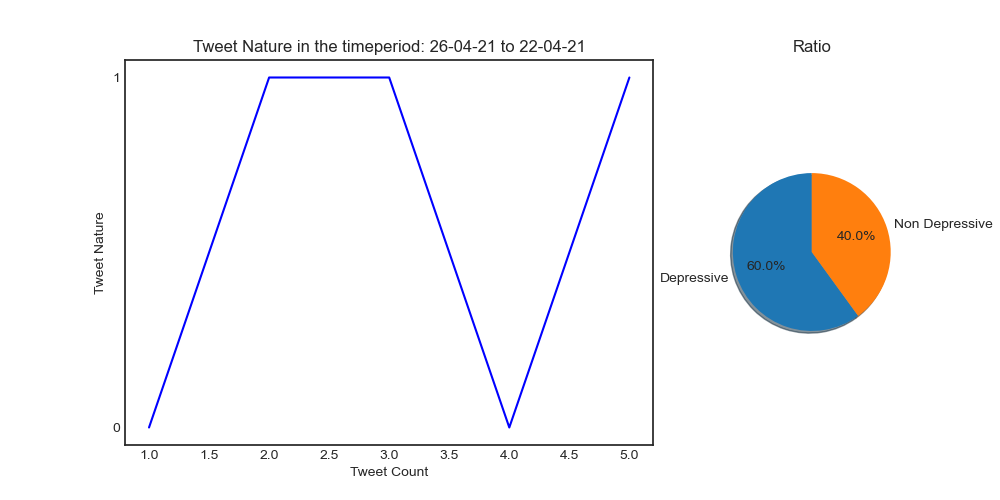 Tweet Nature in the timeperiod: 26-04-21 to 22-04-21
1
0
Tweet Nature
1.0 1.5 2.0 2.5 3.0 3.5 4.0 4.5 5.0
Tweet Count
Ratio
Non Depressive
40.0%
60.0%
Depressive